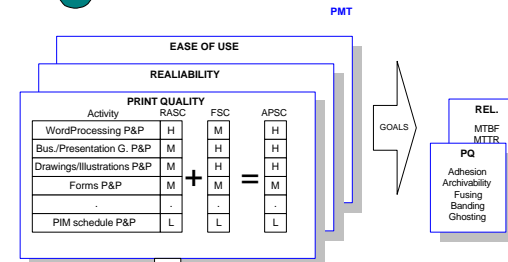 PMT
EASE OF USE
REALIABILITY
PRINT QUALITY
Activity RASC FSC APSC
WordProcessing P&P H M H
Bus./Presentation G. P&P M H H
Drawings/Illustrations P&P M H H
Forms P&P M + M = M
. . . .
PIM schedule P&P L L L
GOALS
REL.
MTBF
MTTR
PQ
Adhesion
Archivability
Fusing
Banding
Ghosting